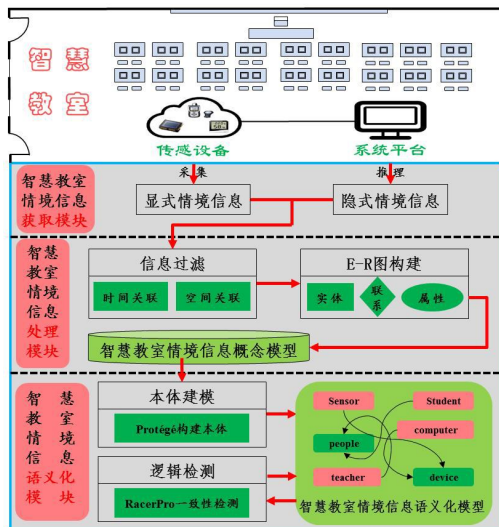 智慧
教室
传感设备
系统平台
采集
推理
智慧教室
情境信息
获取模块
显式情境信息
隐式情境信息
智慧
教室
情境
信息
处理
模块
信息过滤
时间关联
空间关联
E-R图构建
实体
联
系
属性
智慧教室情境信息概念模型
智慧
教室
情境
信息
语义化
模块
本体建模
Protégé构建本体
逻辑检测
RacerPro一致性检测
Sensor
Student
people
computer
teacher
device
智慧教室情境信息语义化模型